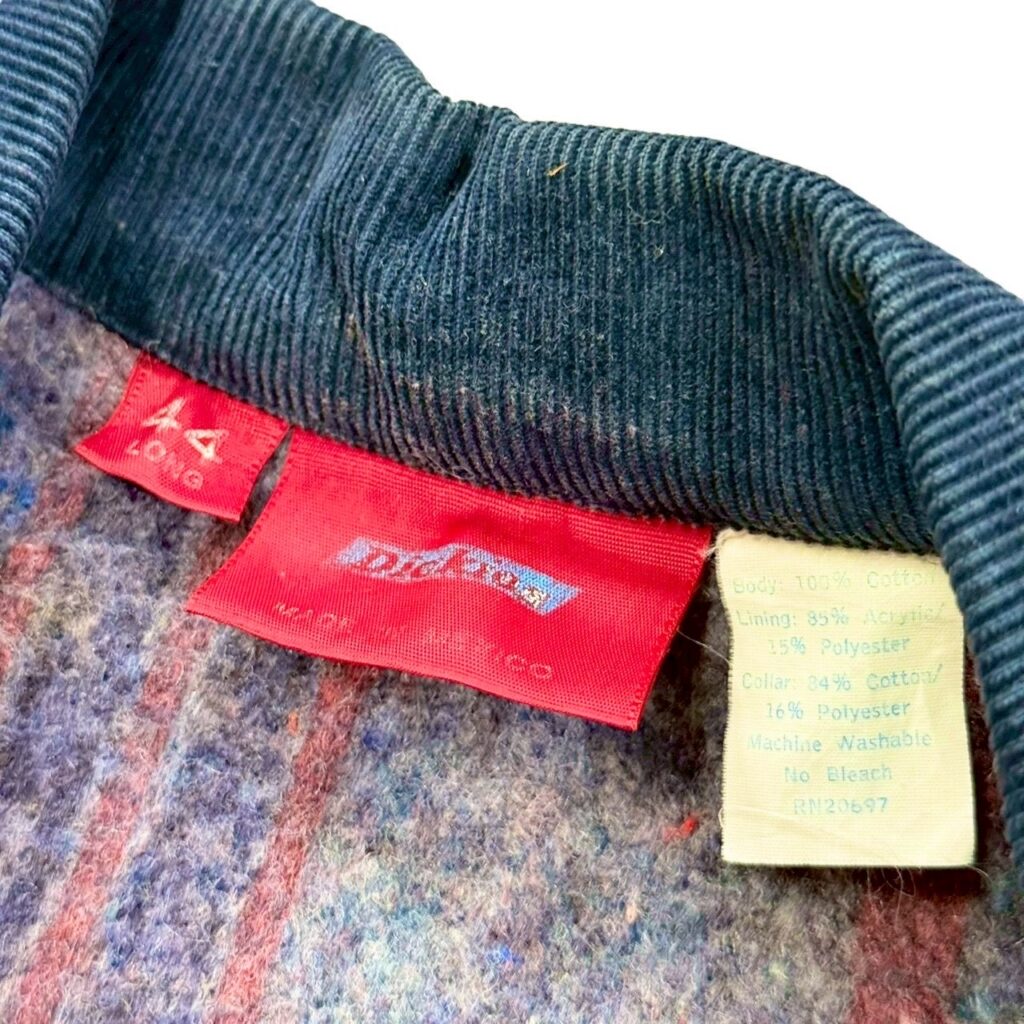 44
LONG
Dickies
MADE IN MEXICO
Body: 100% Cotton
Lining: 85% Acrylic/
15% Polyester
Collar: 84% Cotton/
16% Polyester
Machine Washable
No Bleach
RN20697